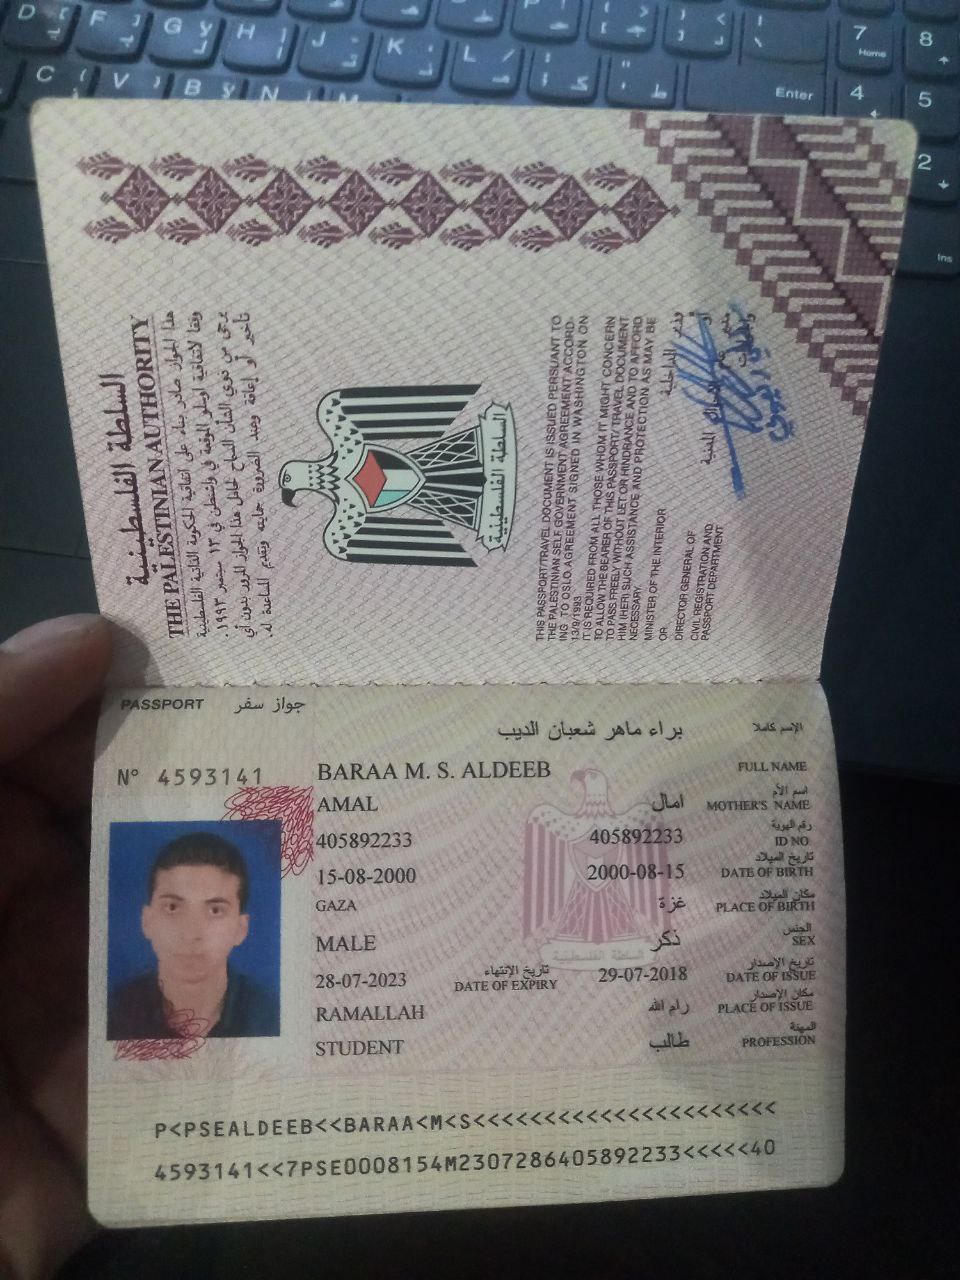 السلطة الفلسطينية
THE PALESTINIAN AUTHORITY
هذا الجواز صادر بناء على اتفاقية الحكومة الذاتية الفلسطينية
وفقا لاتفاقية اوسلو الموقعة في واشنطن في ١٣ سبتمبر ١٩٩٣.
يرجى من ذوي الشأن السماح لحامل هذا الجواز المرور بدون أي
تأخير أو إعاقة وعند الضرورة حمايته وتقديم المساعدة له.
السلطة الفلسطينية
THIS PASSPORT/TRAVEL DOCUMENT IS ISSUED PERSUANT TO
THE PALESTINIAN SELF GOVERNMENT AGREEMENT ACCORD-
ING TO OSLO AGREEMENT SIGNED IN WASHINGTON ON
13/9/1993
IT IS REQUIRED FROM ALL THOSE WHOM IT MIGHT CONCERN
TO ALLOW THE BEARER OF THIS PASSPORT/TRAVEL DOCUMENT
TO PASS FREELY WITHOUT LET OR HINDRANCE AND TO AFFORD
HIM (HER) SUCH ASSISTANCE AND PROTECTION AS MAY BE
NECESSARY.
MINISTER OF THE INTERIOR
وزير الداخلية
OR
أو
DIRECTOR GENERAL OF
CIVIL REGISTRATION AND
PASSPORT DEPARTMENT
المدنية
PASSPORT جواز سفر
N° 4593141
الإسم كاملا براء ماهر شعبان الديب
BARAA M. S. ALDEEB FULL NAME
اسم الأم
AMAL امال MOTHER'S NAME
رقم الهوية
405892233 405892233 ID NO.
تاريخ الميلاد
15-08-2000 2000-08-15 DATE OF BIRTH
مكان الميلاد
GAZA غزة PLACE OF BIRTH
الجنس
MALE ذكر SEX
تاريخ الإنتهاء تاريخ الإصدار
28-07-2023 DATE OF EXPIRY 29-07-2018 DATE OF ISSUE
مكان الإصدار
RAMALLAH رام الله PLACE OF ISSUE
المهنة
STUDENT طالب PROFESSION
السلطة الفلسطينية
P<PSEALDEEB<<BARAA<M<S<<<<<<<<<<<<<<<<<<<<<<
4593141<<7PSE0008154M2307286405892233<<<<<40